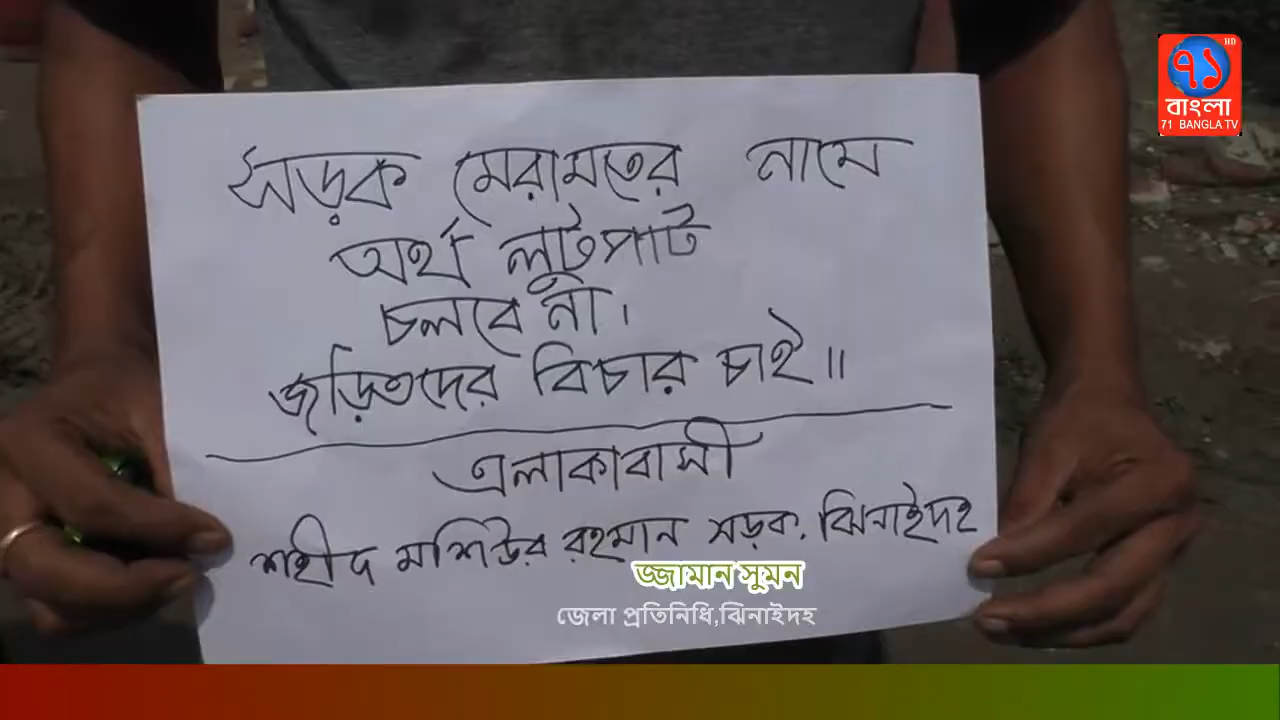 HD
৭১
বাংলা
71 BANGLA TV
সড়ক মেরামতের নামে
অর্থ লুটপাট
চলবে না।
জড়িতদের বিচার চাই॥
এলাকাবাসী
শহীদ মশিউর রহমান সড়ক, ঝিনাইদহ
জ্জামান সুমন
জেলা প্রতিনিধি,ঝিনাইদহ